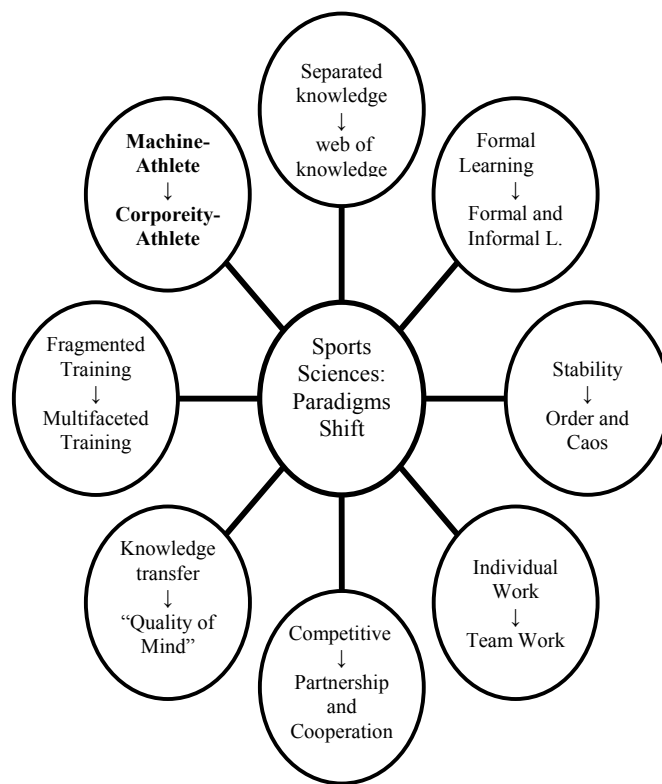 Separated
knowledge
↓
web of
knowledge
Formal
Learning
↓
Formal and
Informal L.
Stability
↓
Order and
Caos
Individual
Work
↓
Team Work
Competitive
↓
Partnership
and
Cooperation
Knowledge
transfer
↓
“Quality of
Mind”
Fragmented
Training
↓
Multifaceted
Training
Machine-
Athlete
↓
Corporeity-
Athlete
Sports
Sciences:
Paradigms
Shift